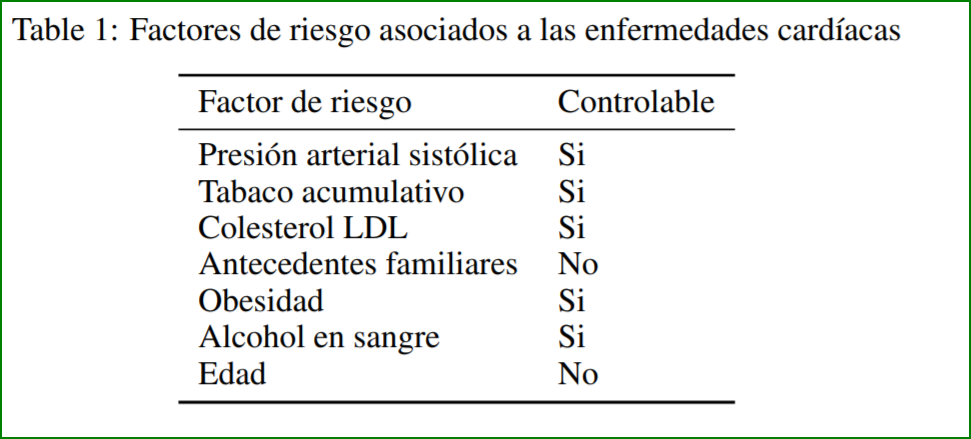 Table 1: Factores de riesgo asociados a las enfermedades cardíacas
Factor de riesgo Controlable
Presión arterial sistólica Si
Tabaco acumulativo Si
Colesterol LDL Si
Antecedentes familiares No
Obesidad Si
Alcohol en sangre Si
Edad No